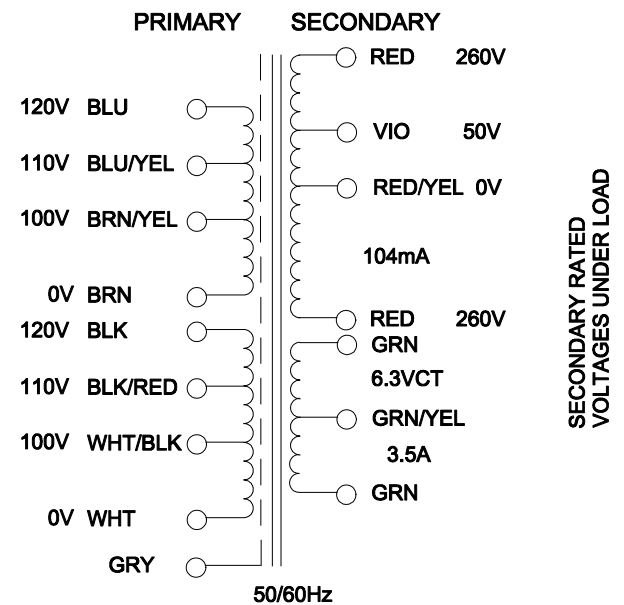 PRIMARY SECONDARY
RED 260V
120V BLU
VIO 50V
110V BLU/YEL
RED/YEL 0V
100V BRN/YEL
104mA
0V BRN
RED 260V
120V BLK
GRN
6.3VCT
110V BLK/RED
GRN/YEL
100V WHT/BLK
3.5A
GRN
0V WHT
GRY
50/60Hz
SECONDARY RATED
VOLTAGES UNDER LOAD